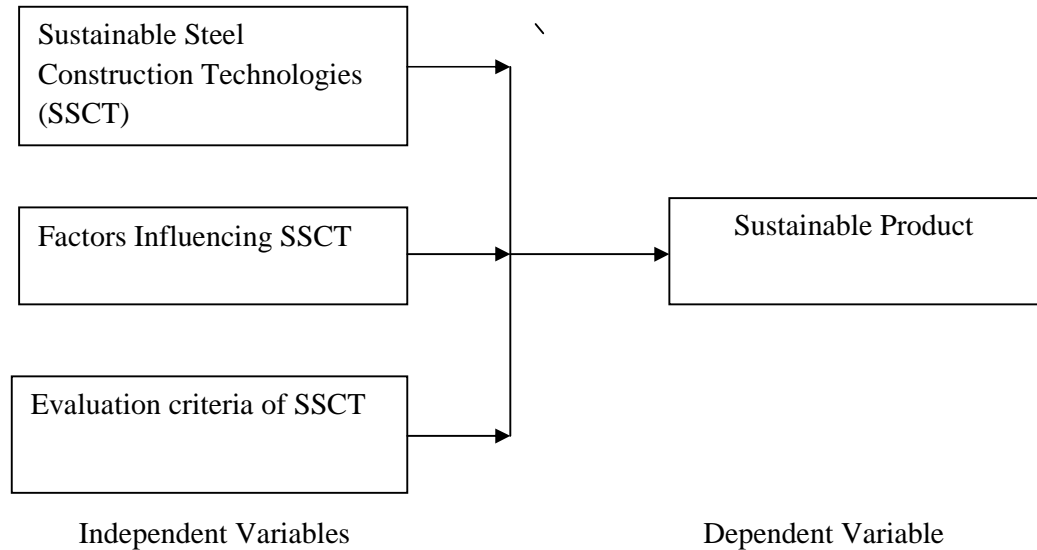 Sustainable Steel
Construction Technologies
(SSCT)
`
Factors Influencing SSCT
Sustainable Product
Evaluation criteria of SSCT
Independent Variables
Dependent Variable